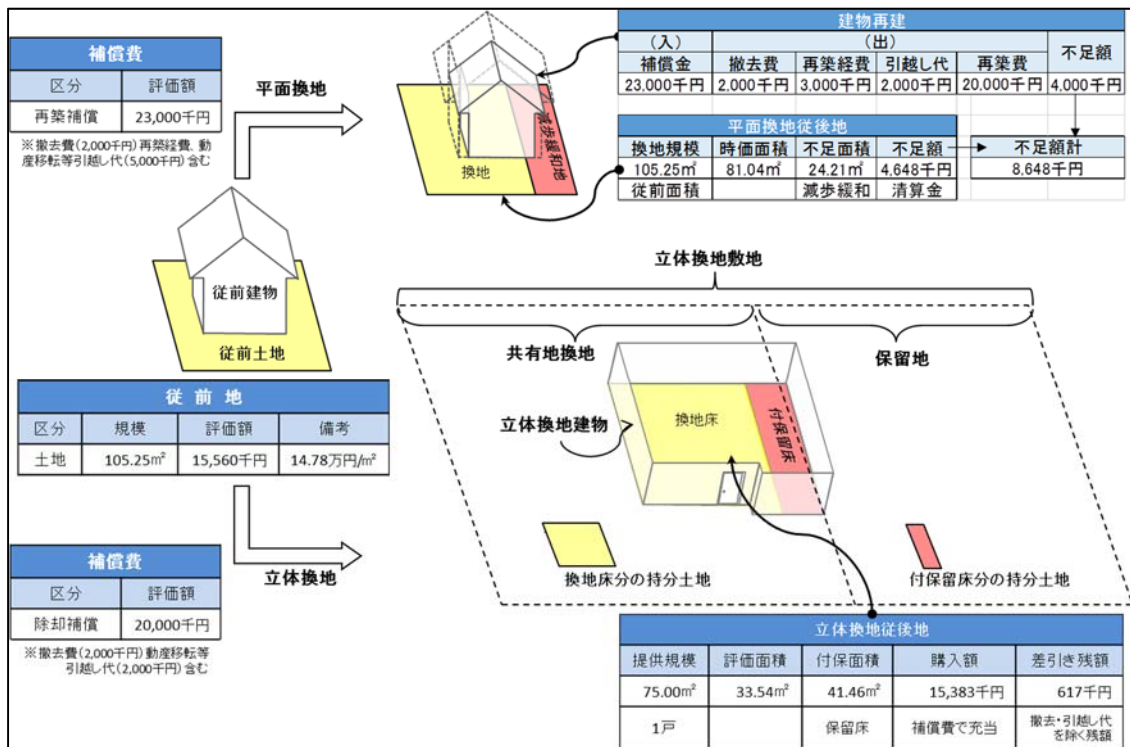 補償費
区分 評価額
再築補償 23,000千円
※撤去費(2,000千円)再築経費、動
産移転等引越し代(5,000千円)含む
平面換地
換地
減歩緩和地
建物再建
(入) (出) 不足額
補償金 撤去費 再築経費 引越し代 再築費
23,000千円 2,000千円 3,000千円 2,000千円 20,000千円 4,000千円
平面換地従後地
換地規模 時価面積 不足面積 不足額 不足額計
105.25㎡ 81.04㎡ 24.21㎡ 4,648千円 8,648千円
従前面積 減歩緩和 清算金
従前建物
従前土地
従前地
区分 規模 評価額 備考
土地 105.25m² 15,560千円 14.78万円/m²
立体換地敷地
共有地換地 保留地
立体換地建物
換地床
付保留床
換地床分の持分土地 付保留床分の持分土地
補償費
区分 評価額
除却補償 20,000千円
※撤去費(2,000千円)動産移転等
引越し代(2,000千円)含む
立体換地
立体換地従後地
提供規模 評価面積 付保面積 購入額 差引き残額
75.00m² 33.54m² 41.46m² 15,383千円 617千円
1戸 保留床 補償費で充当 撤去・引越し代
を除く残額